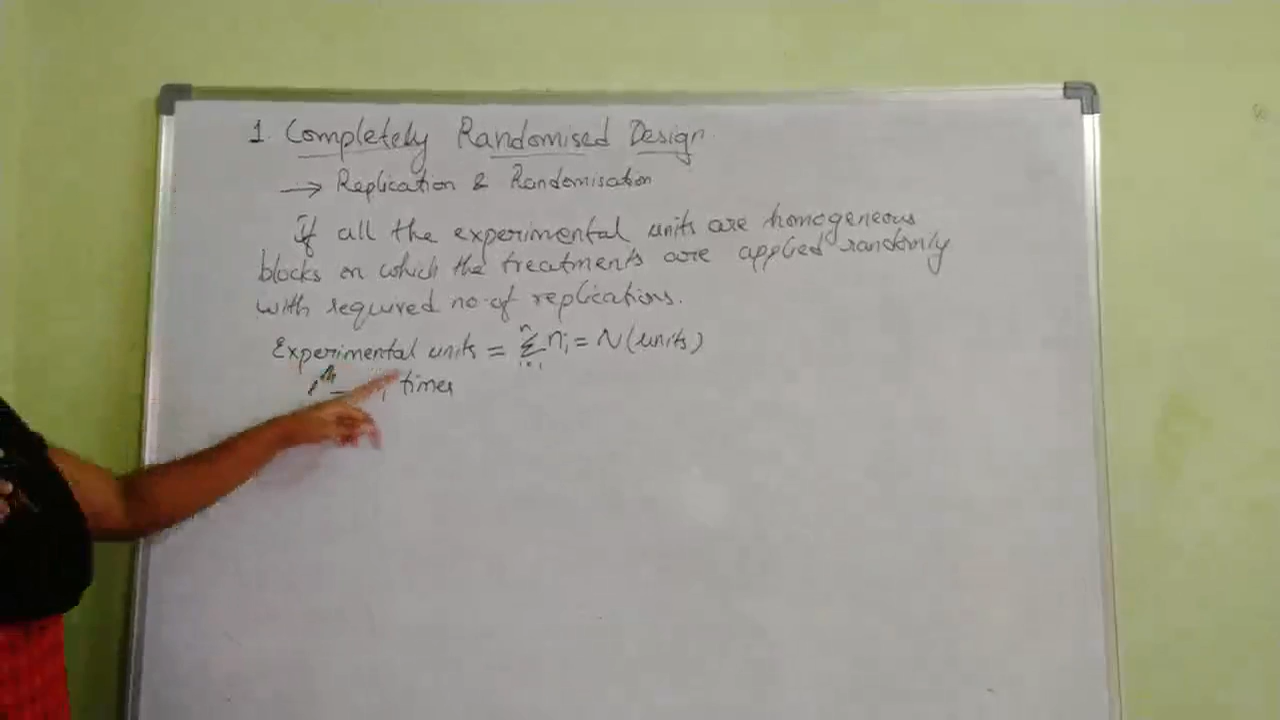 1. Completely Randomised Design.
→ Replication & Randomisation
If all the experimental units are homogeneous
blocks on which the treatments are applied randomly
with required no. of replications.
Experimental units = n∑i=1 ni = N (units)
times